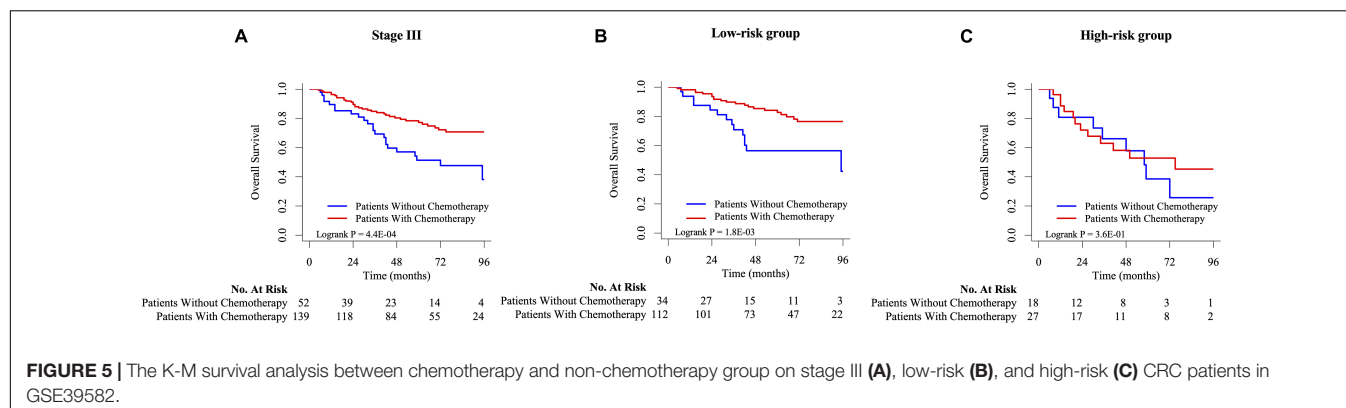 A
Stage III
Overall Survival
1.0
0.8
0.6
0.4
0.2
0.0
Patients Without Chemotherapy
Patients With Chemotherapy
Logrank P = 4.4E-04
0 24 48 72 96
Time (months)
No. At Risk
Patients Without Chemotherapy 52 39 23 14 4
Patients With Chemotherapy 139 118 84 55 24
B
Low-risk group
Overall Survival
1.0
0.8
0.6
0.4
0.2
0.0
Patients Without Chemotherapy
Patients With Chemotherapy
Logrank P = 1.8E-03
0 24 48 72 96
Time (months)
No. At Risk
Patients Without Chemotherapy 34 27 15 11 3
Patients With Chemotherapy 112 101 73 47 22
C
High-risk group
Overall Survival
1.0
0.8
0.6
0.4
0.2
0.0
Patients Without Chemotherapy
Patients With Chemotherapy
Logrank P = 3.6E-01
0 24 48 72 96
Time (months)
No. At Risk
Patients Without Chemotherapy 18 12 8 3 1
Patients With Chemotherapy 27 17 11 8 2
FIGURE 5 | The K-M survival analysis between chemotherapy and non-chemotherapy group on stage III (A), low-risk (B), and high-risk (C) CRC patients in
GSE39582.